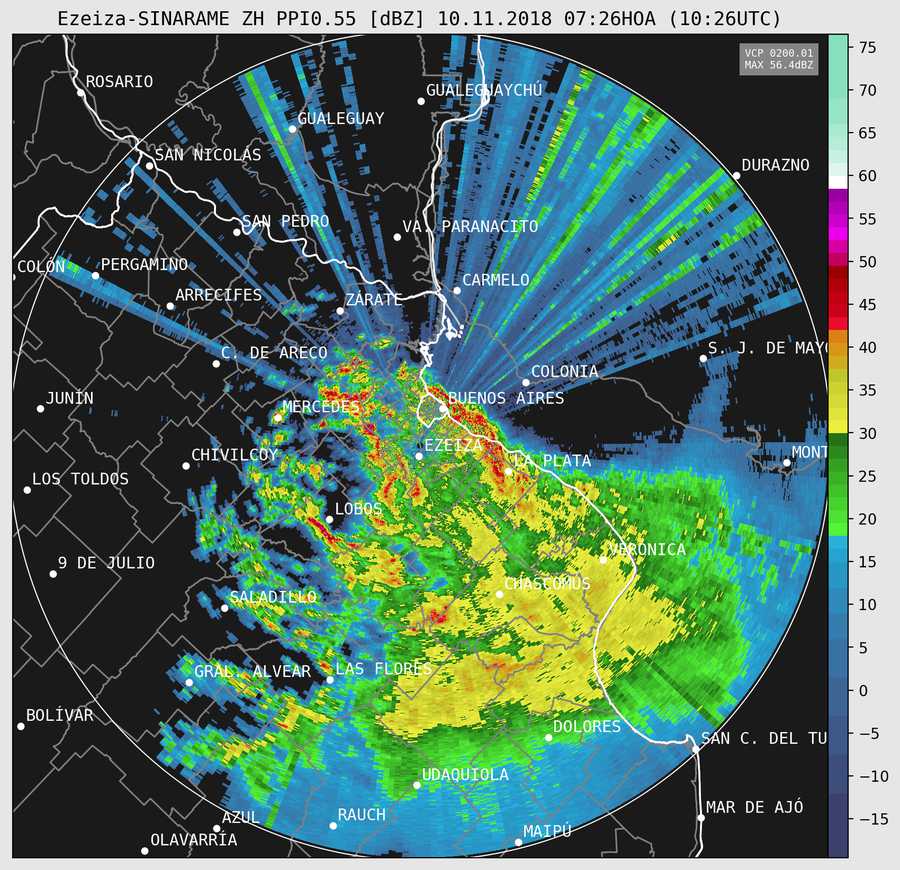 Ezeiza-SINARAME ZH PPI0.55 [dBZ] 10.11.2018 07:26HOA (10:26UTC)
VCP 0200.01
MAX 56.4dBZ
ROSARIO
GUALEGUAYCHÚ
GUALEGUAY
SAN NICOLÁS
DURAZNO
SAN PEDRO
VA. PARANACITO
COLÓN
PERGAMINO
CARMELO
ARRECIFES
ZÁRATE
C. DE ARECO
S. J. DE MAY
COLONIA
JUNÍN
MERCEDES
BUENOS AIRES
EZEIZA
CHIVILCOY
LA PLATA
MONT
LOS TOLDOS
LOBOS
VERÓNICA
9 DE JULIO
CHASCOMÚS
SALADILLO
GRAL. ALVEAR
LAS FLORES
BOLÍVAR
DOLORES
SAN C. DEL TU
UDAQUIOLA
AZUL
RAUCH
MAR DE AJÓ
OLAVARRÍA
MAIPÚ
75
70
65
60
55
50
45
40
35
30
25
20
15
10
5
0
−5
−10
−15